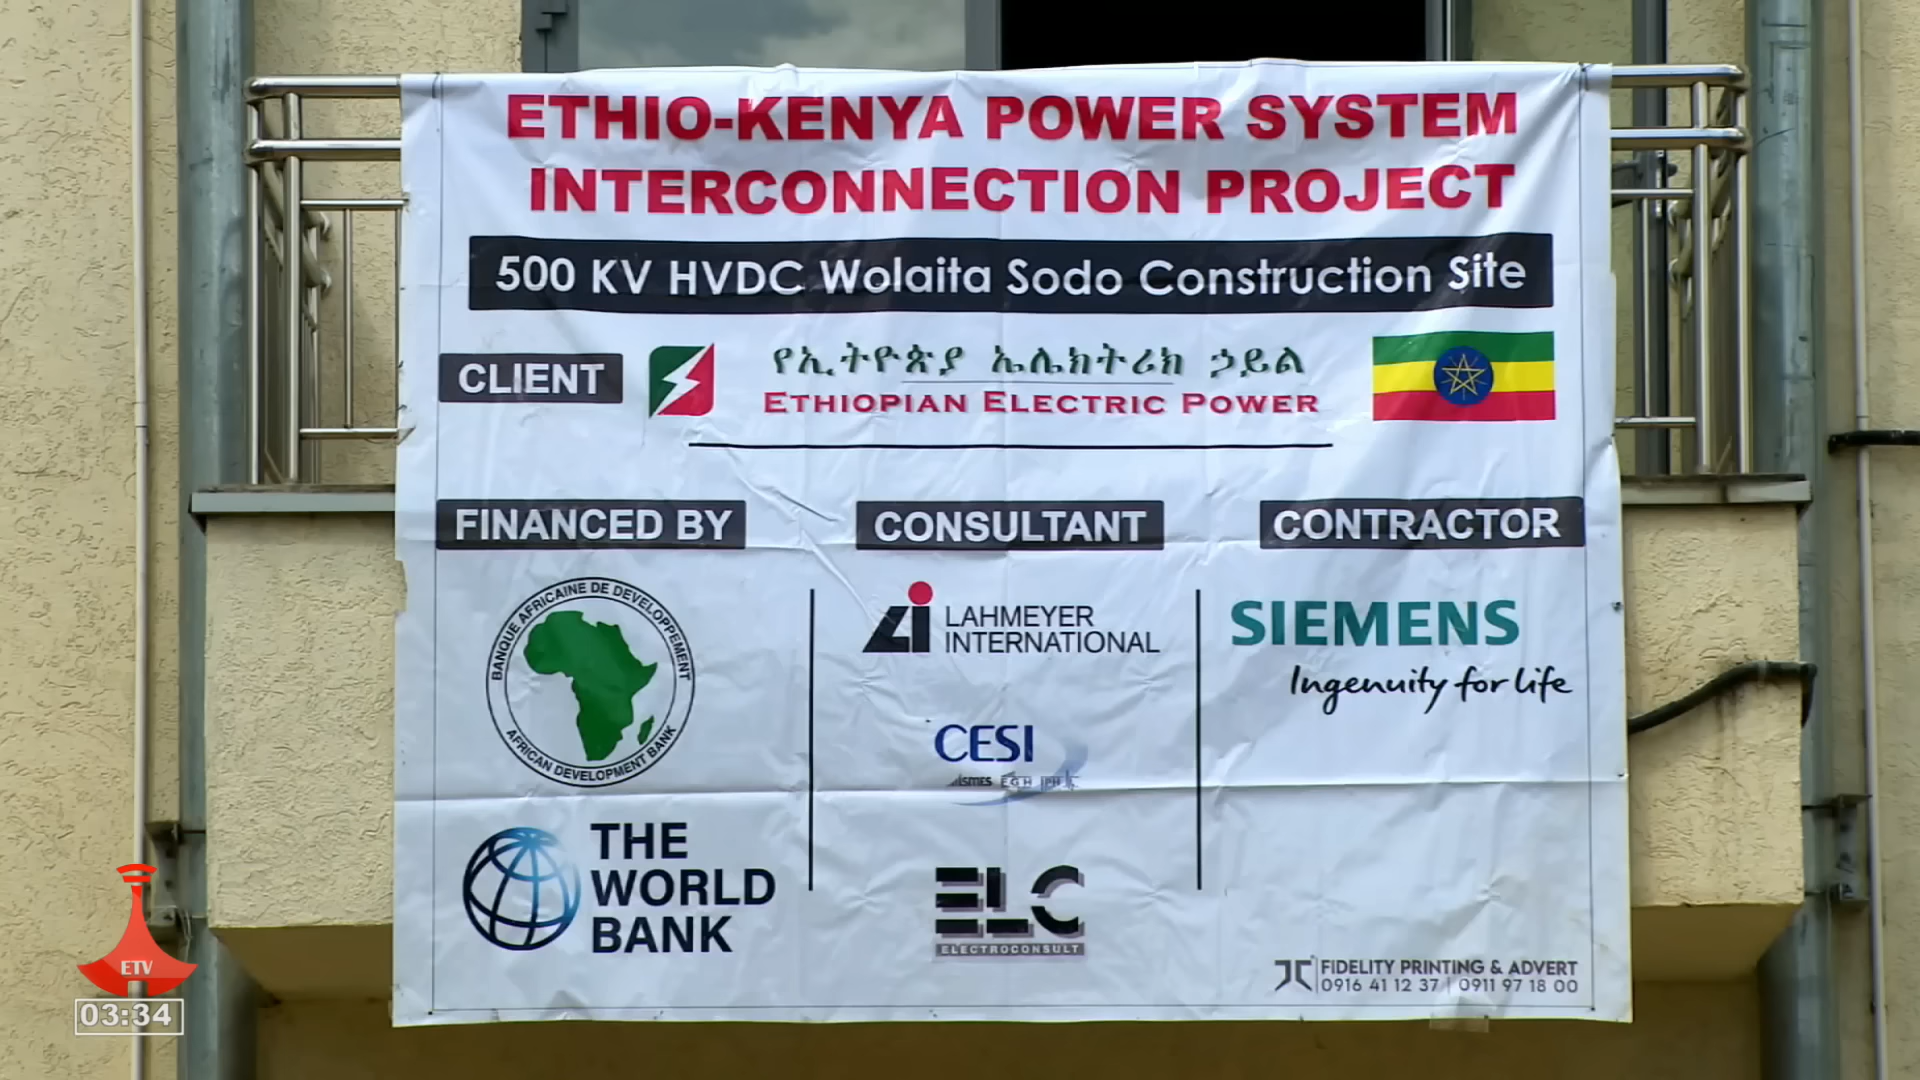 ETHIO-KENYA POWER SYSTEM
INTERCONNECTION PROJECT
500 KV HVDC Wolaita Sodo Construction Site
CLIENT
የኢትዮጵያ ኤሌክትሪክ ኃይል
ETHIOPIAN ELECTRIC POWER
FINANCED BY
BANQUE AFRICAINE DE DEVELOPPEMENT
AFRICAN DEVELOPMENT BANK
THE
WORLD
BANK
CONSULTANT
LAHMEYER
INTERNATIONAL
CESI
ISMES
ELC
ELECTROCONSULT
CONTRACTOR
SIEMENS
Ingenuity for life
FIDELITY PRINTING & ADVERT
0916 41 12 37 | 0911 97 18 00
ETV
03:34